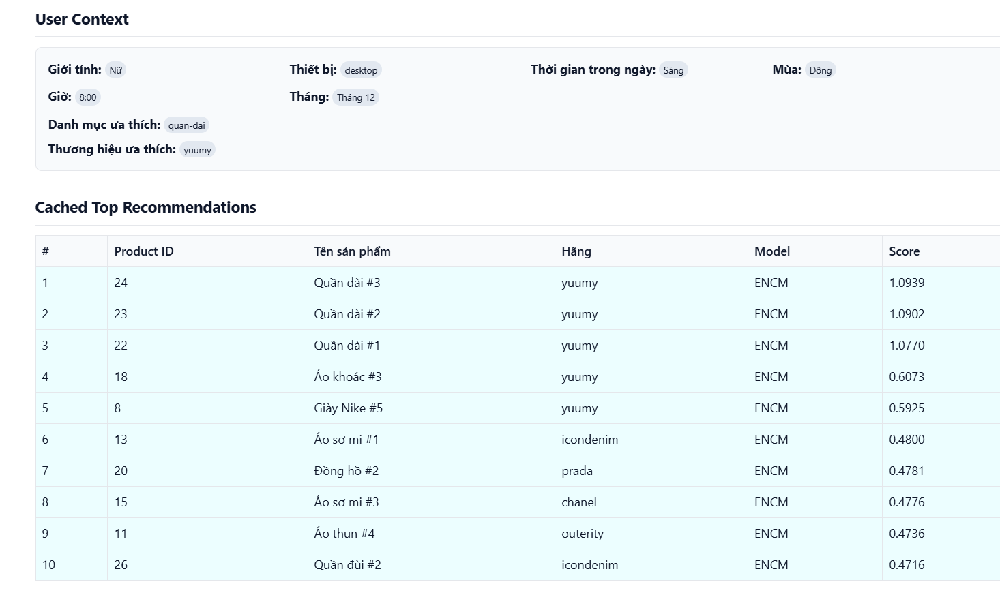 User Context
Giới tính: Nữ Thiết bị: desktop Thời gian trong ngày: Sáng Mùa: Đông
Giờ: 8:00 Tháng: Tháng 12
Danh mục ưa thích: quan-dai
Thương hiệu ưa thích: yuumy
Cached Top Recommendations
# Product ID Tên sản phẩm Hãng Model Score
1 24 Quần dài #3 yuumy ENCM 1.0939
2 23 Quần dài #2 yuumy ENCM 1.0902
3 22 Quần dài #1 yuumy ENCM 1.0770
4 18 Áo khoác #3 yuumy ENCM 0.6073
5 8 Giày Nike #5 yuumy ENCM 0.5925
6 13 Áo sơ mi #1 icondenim ENCM 0.4800
7 20 Đồng hồ #2 prada ENCM 0.4781
8 15 Áo sơ mi #3 chanel ENCM 0.4776
9 11 Áo thun #4 outerity ENCM 0.4736
10 26 Quần đùi #2 icondenim ENCM 0.4716